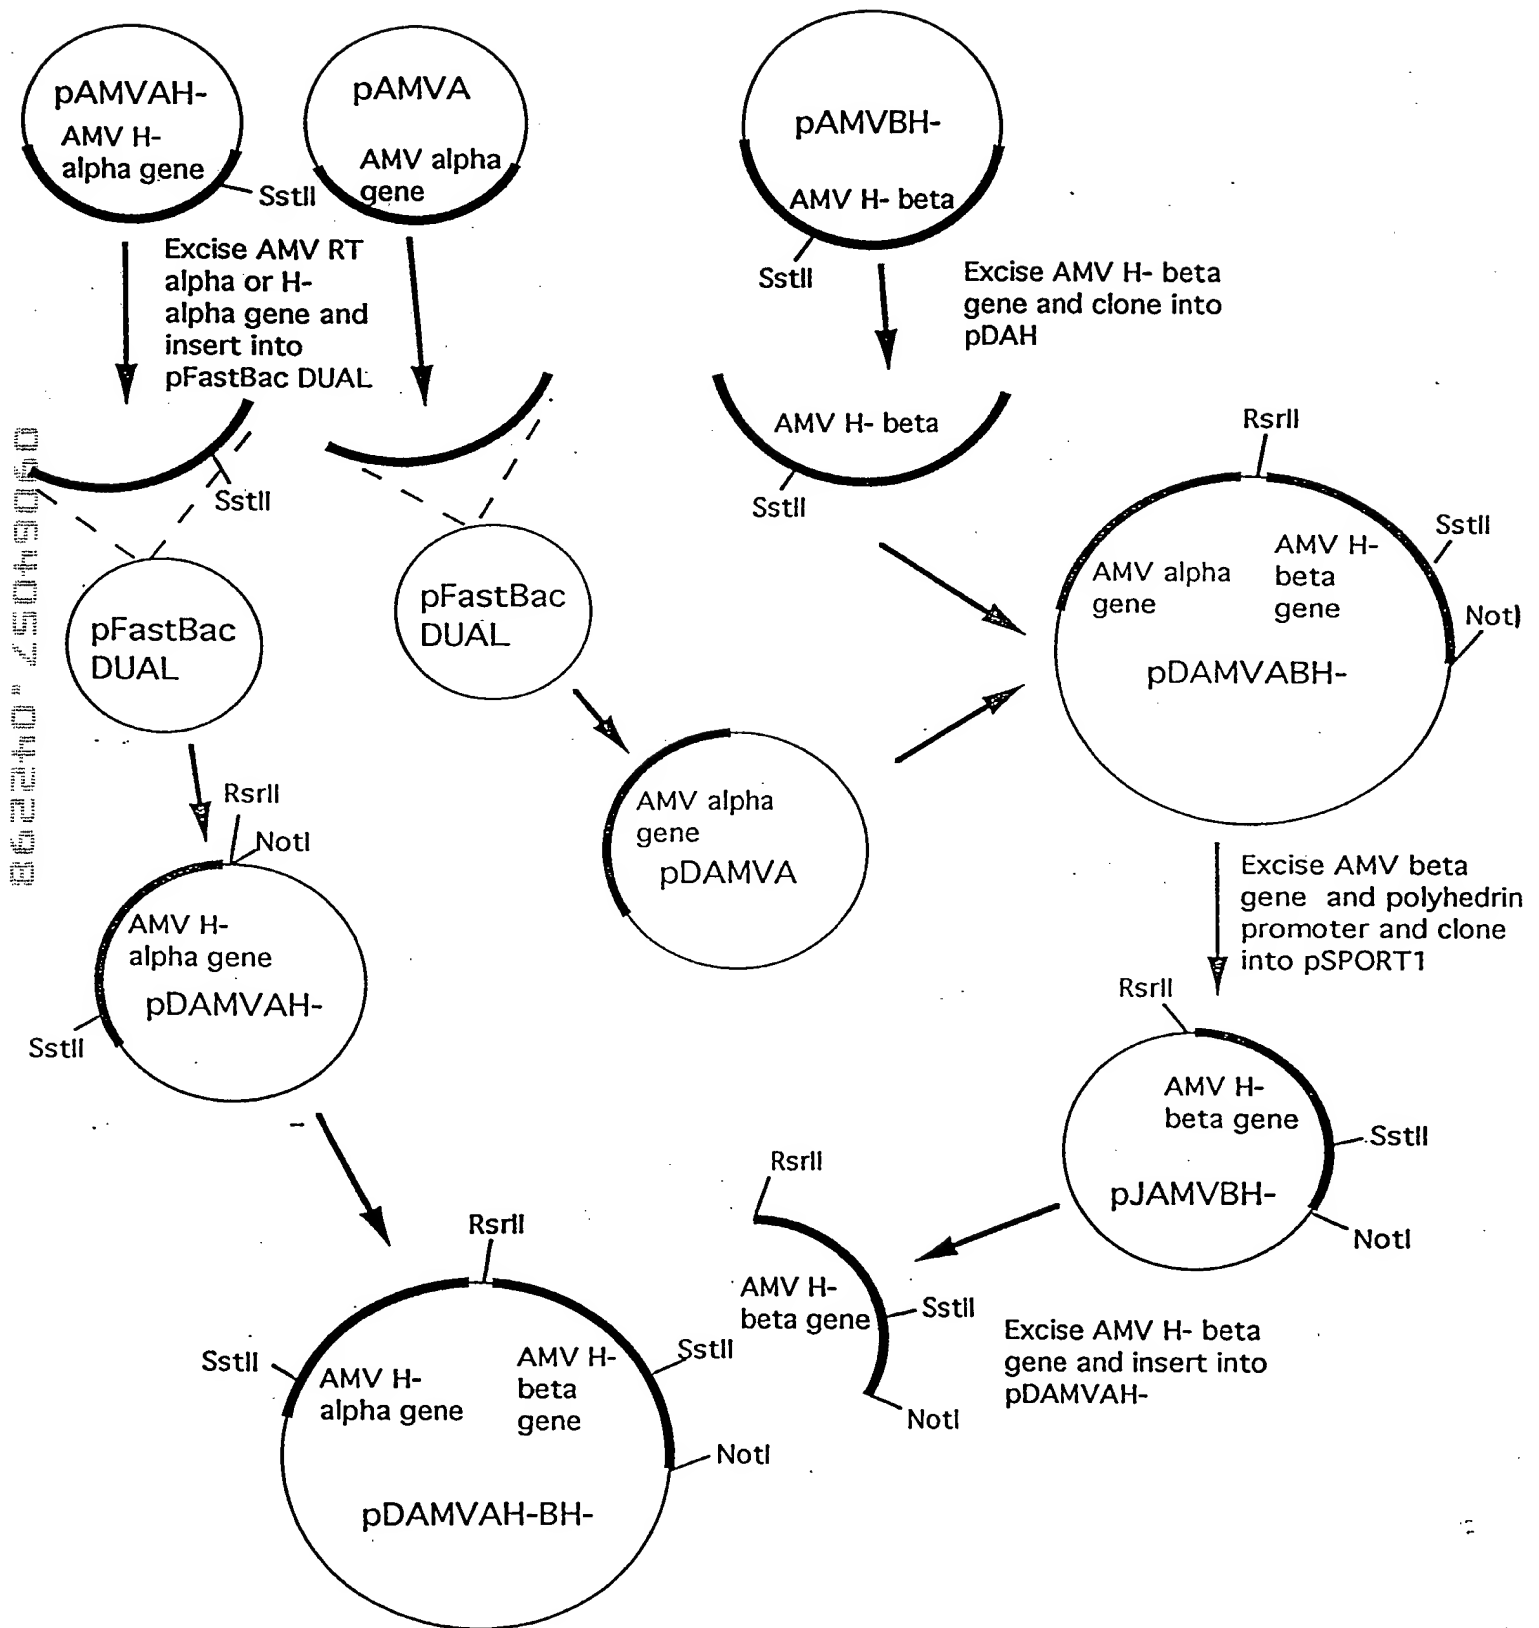 pAMVAH-
AMV H-
alpha gene
SstII
pAMVA
AMV alpha
gene
pAMVBH-
AMV H- beta
SstII
Excise AMV RT
alpha or H-
alpha gene and
insert into
pFastBac DUAL
Excise AMV H- beta
gene and clone into
pDAH
SstII
AMV H- beta
SstII
pFastBac
DUAL
pFastBac
DUAL
RsrII
SstII
NotI
AMV alpha
gene
AMV H-
beta
gene
pDAMVABH-
RsrII
NotI
AMV H-
alpha gene
pDAMVAH-
SstII
AMV alpha
gene
pDAMVA
Excise AMV beta
gene and polyhedrin
promoter and clone
into pSPORT1
RsrII
AMV H-
beta gene
SstII
pJAMVBH-
NotI
RsrII
AMV H-
beta gene
SstII
NotI
Excise AMV H- beta
gene and insert into
pDAMVAH-
RsrII
SstII
AMV H-
alpha gene
AMV H-
beta
gene
SstII
NotI
pDAMVAH-BH-
09064057.042298